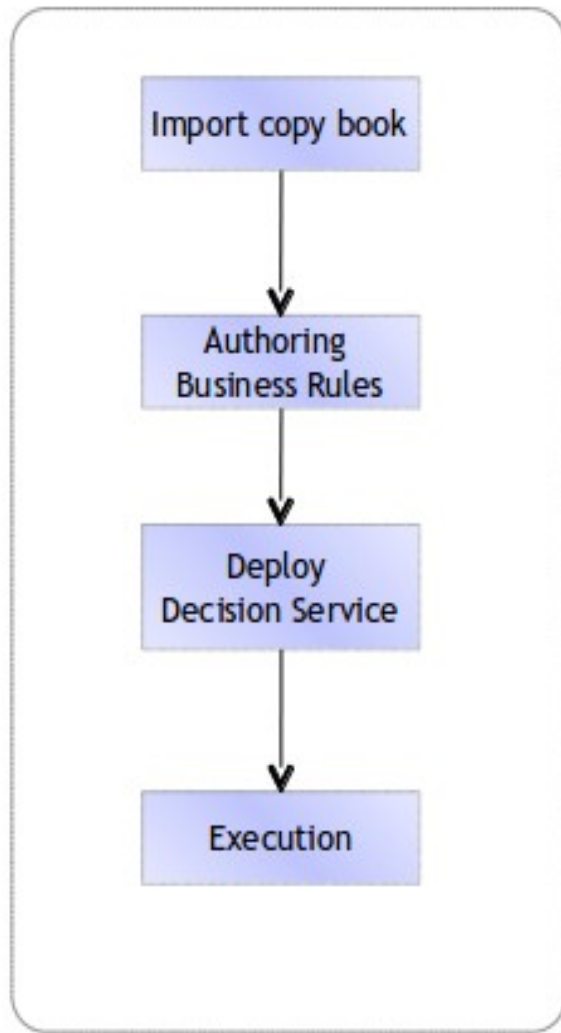 Import copy book
Authoring
Business Rules
Deploy
Decision Service
Execution